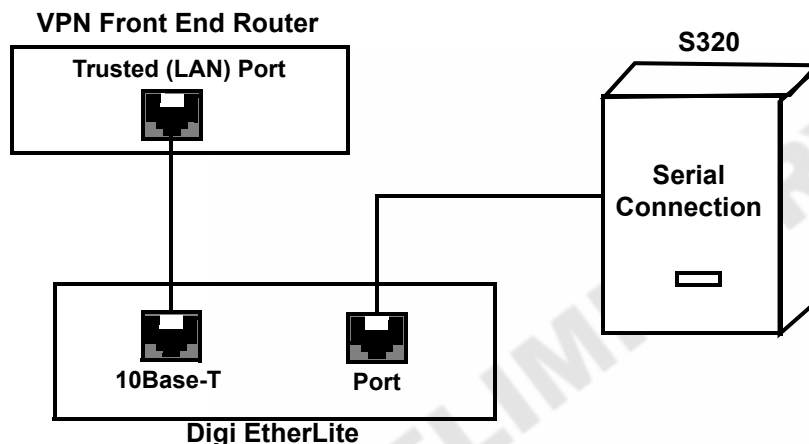 VPN Front End Router
Trusted (LAN) Port
S320
Serial
Connection
10Base-T
Port
Digi EtherLite